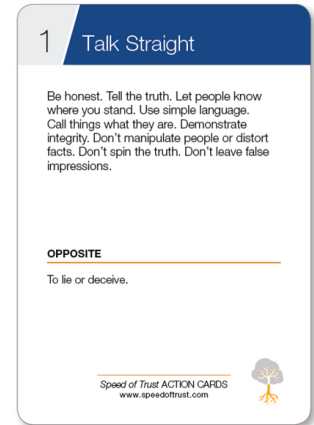 1 Talk Straight
Be honest. Tell the truth. Let people know
where you stand. Use simple language.
Call things what they are. Demonstrate
integrity. Don't manipulate people or distort
facts. Don't spin the truth. Don't leave false
impressions.
OPPOSITE
To lie or deceive.
Speed of Trust ACTION CARDS
www.speedoftrust.com